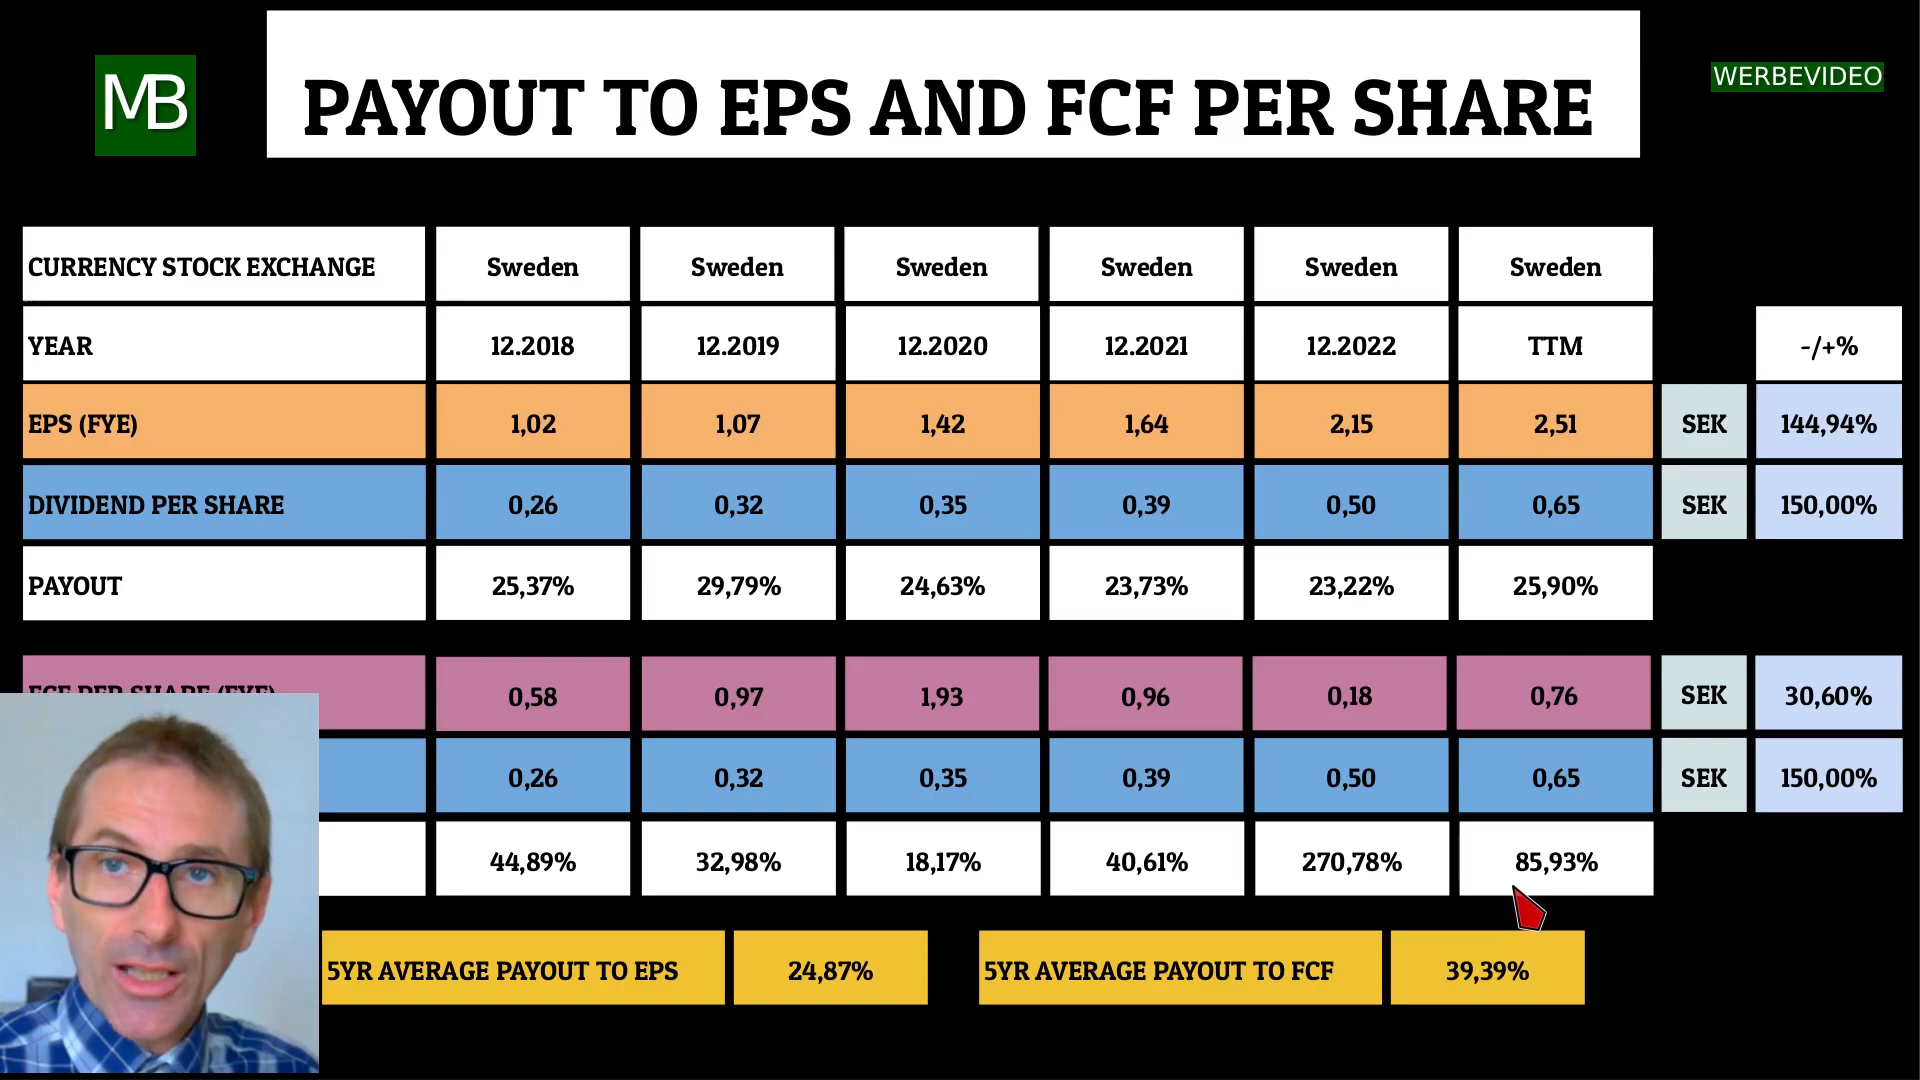 MB
PAYOUT TO EPS AND FCF PER SHARE
WERBEVIDEO
CURRENCY STOCK EXCHANGE Sweden Sweden Sweden Sweden Sweden Sweden
YEAR 12.2018 12.2019 12.2020 12.2021 12.2022 TTM -/+%
EPS (FYE) 1,02 1,07 1,42 1,64 2,15 2,51 SEK 144,94%
DIVIDEND PER SHARE 0,26 0,32 0,35 0,39 0,50 0,65 SEK 150,00%
PAYOUT 25,37% 29,79% 24,63% 23,73% 23,22% 25,90%
FCF PER SHARE (FYE) 0,58 0,97 1,93 0,96 0,18 0,76 SEK 30,60%
0,26 0,32 0,35 0,39 0,50 0,65 SEK 150,00%
44,89% 32,98% 18,17% 40,61% 270,78% 85,93%
5YR AVERAGE PAYOUT TO EPS 24,87% 5YR AVERAGE PAYOUT TO FCF 39,39%